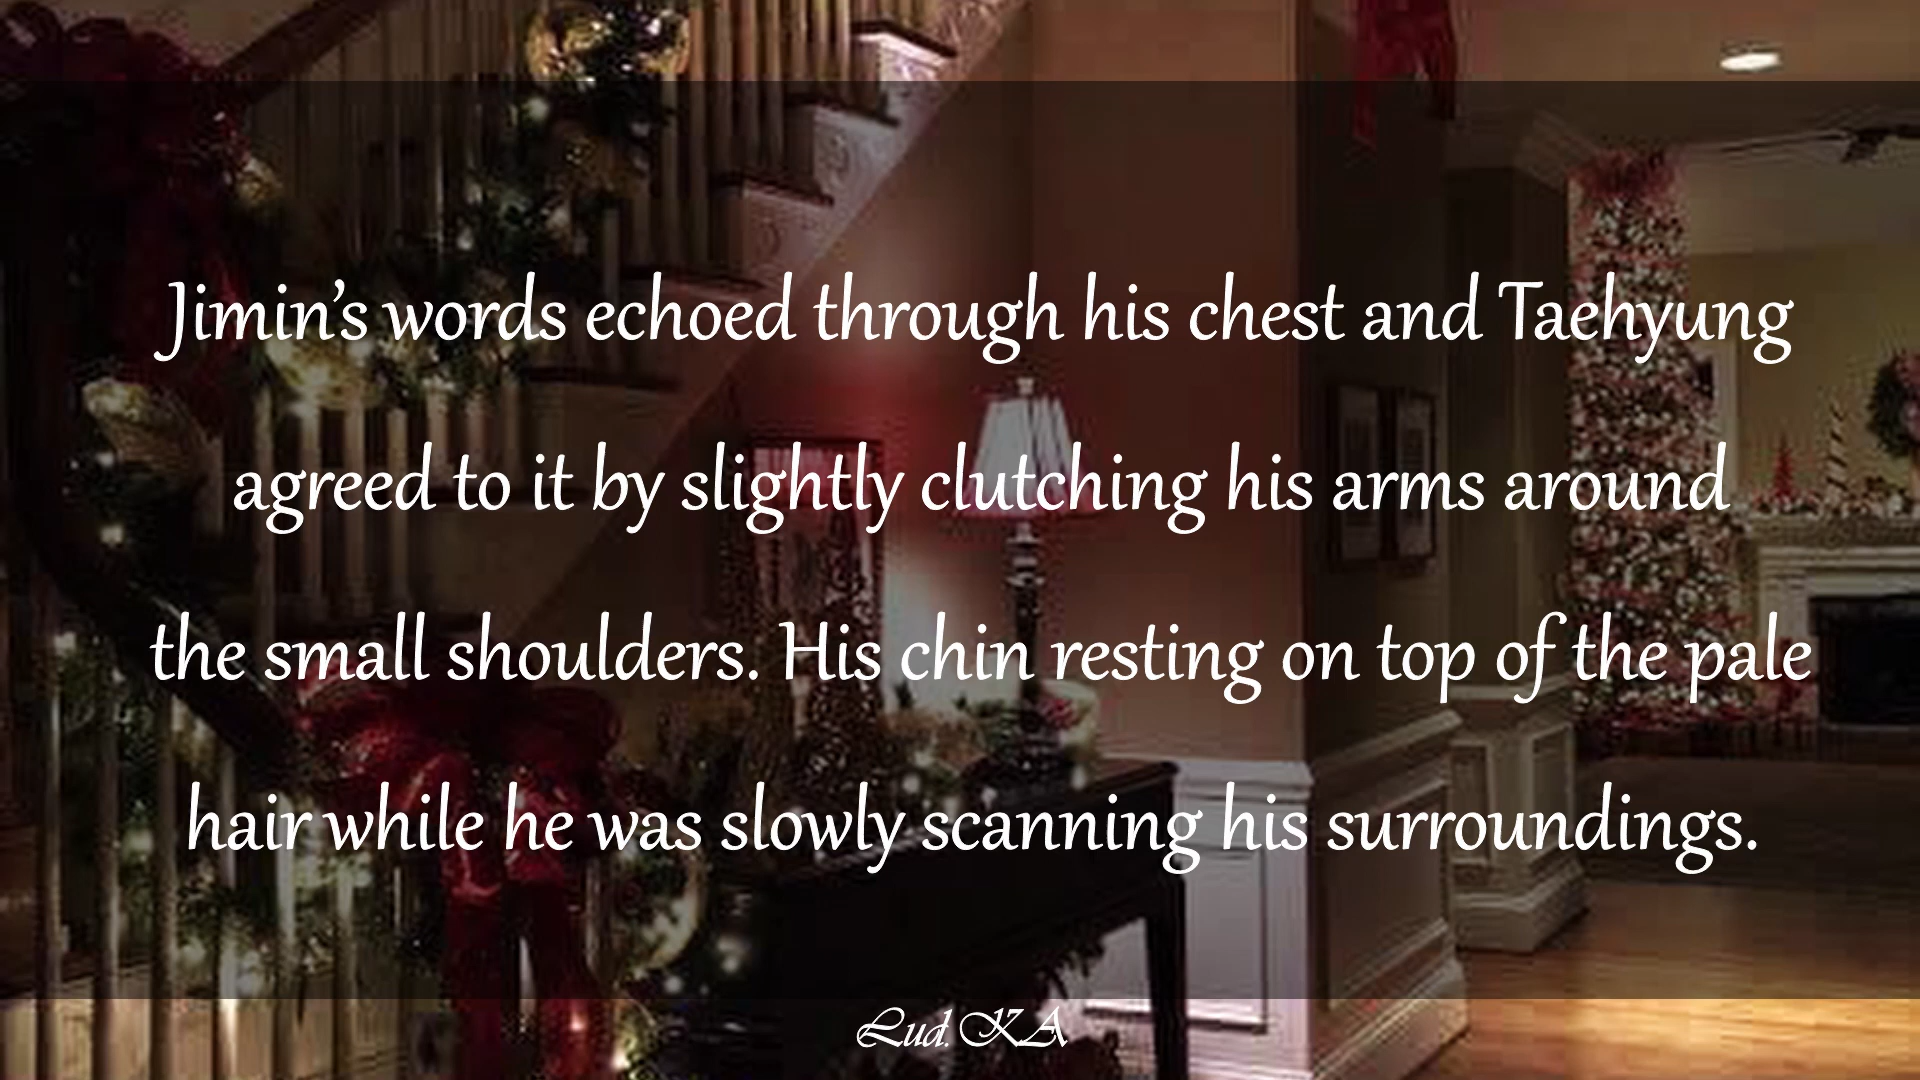 Jimin’s words echoed through his chest and Taehyung
agreed to it by slightly clutching his arms around
the small shoulders. His chin resting on top of the pale
hair while he was slowly scanning his surroundings.
Lud. KA